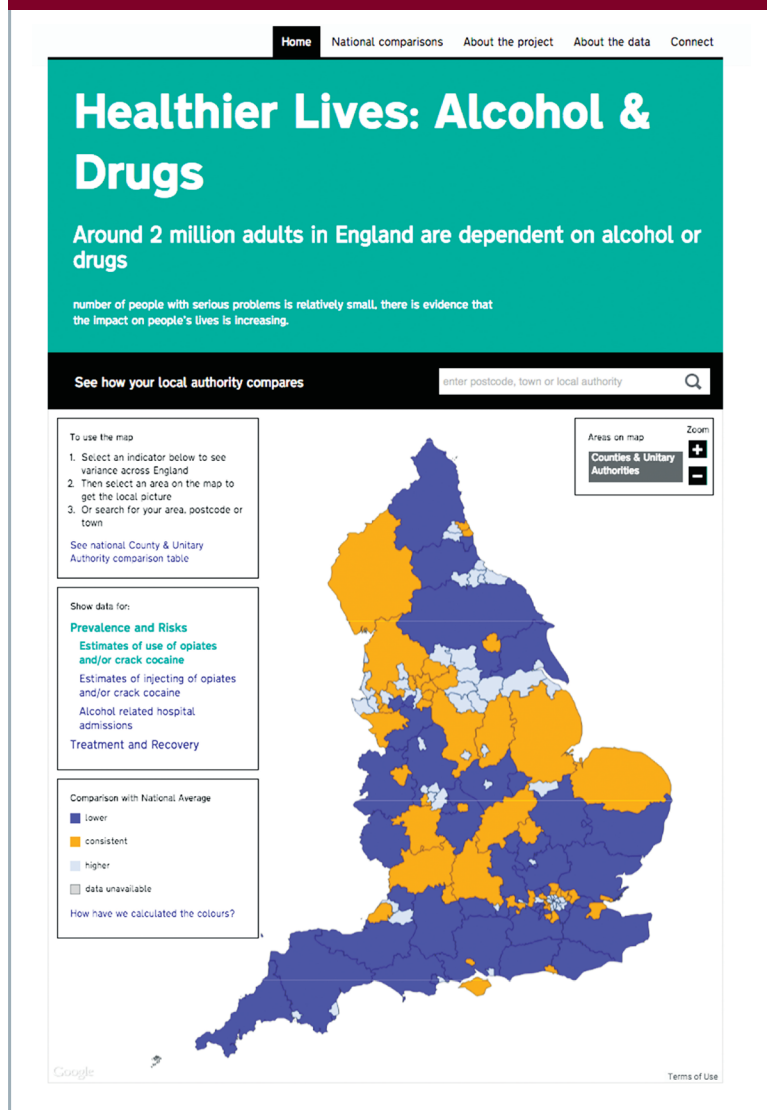 Home National comparisons About the project About the data Connect
Healthier Lives: Alcohol &
Drugs
Around 2 million adults in England are dependent on alcohol or
drugs
number of people with serious problems is relatively small, there is evidence that
the impact on people's lives is increasing.
See how your local authority compares
enter postcode, town or local authority
To use the map
1. Select an indicator below to see
variance across England
2. Then select an area on the map to
get the local picture
3. Or search for your area, postcode or
town
See national County & Unitary
Authority comparison table
Areas on map
Zoom
Counties & Unitary
Authorities
+
−
Show data for:
Prevalence and Risks
Estimates of use of opiates
and/or crack cocaine
Estimates of injecting of opiates
and/or crack cocaine
Alcohol related hospital
admissions
Treatment and Recovery
Comparison with National Average
lower
consistent
higher
data unavailable
How have we calculated the colours?
Google
Terms of Use